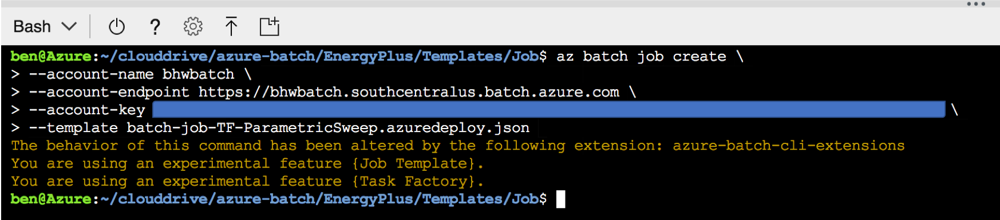 Bash
ben@Azure:~/clouddrive/azure-batch/EnergyPlus/Templates/Job$ az batch job create \
> --account-name bhwbatch \
> --account-endpoint https://bhwbatch.southcentralus.batch.azure.com \
> --account-key \
> --template batch-job-TF-ParametricSweep.azuredeploy.json
The behavior of this command has been altered by the following extension: azure-batch-cli-extensions
You are using an experimental feature {Job Template}.
You are using an experimental feature {Task Factory}.
ben@Azure:~/clouddrive/azure-batch/EnergyPlus/Templates/Job$